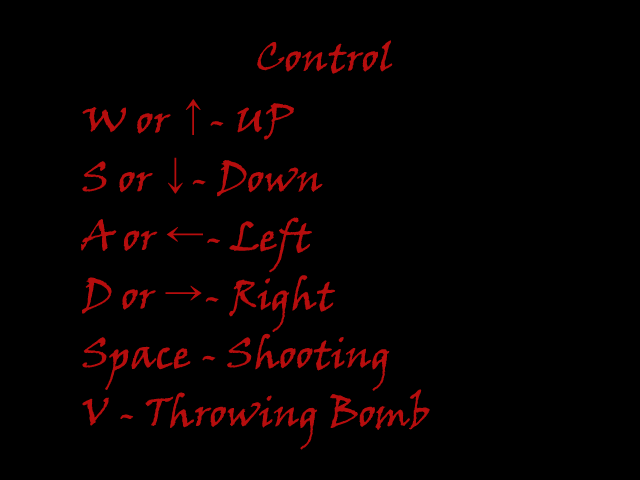 Control
W or ↑ - UP
S or ↓ - Down
A or ← - Left
D or → - Right
Space - Shooting
V - Throwing Bomb